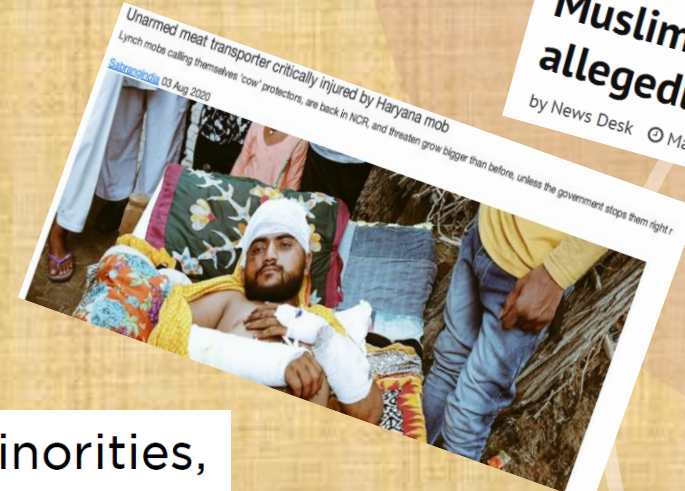 Unarmed meat transporter critically injured by Haryana mob
Lynch mobs calling themselves 'cow' protectors, are back in NCR, and threaten grow bigger than before, unless the government stops them right r
Sabrangindia 03 Aug 2020
Muslim
alleged
by News Desk Ma
inorities,